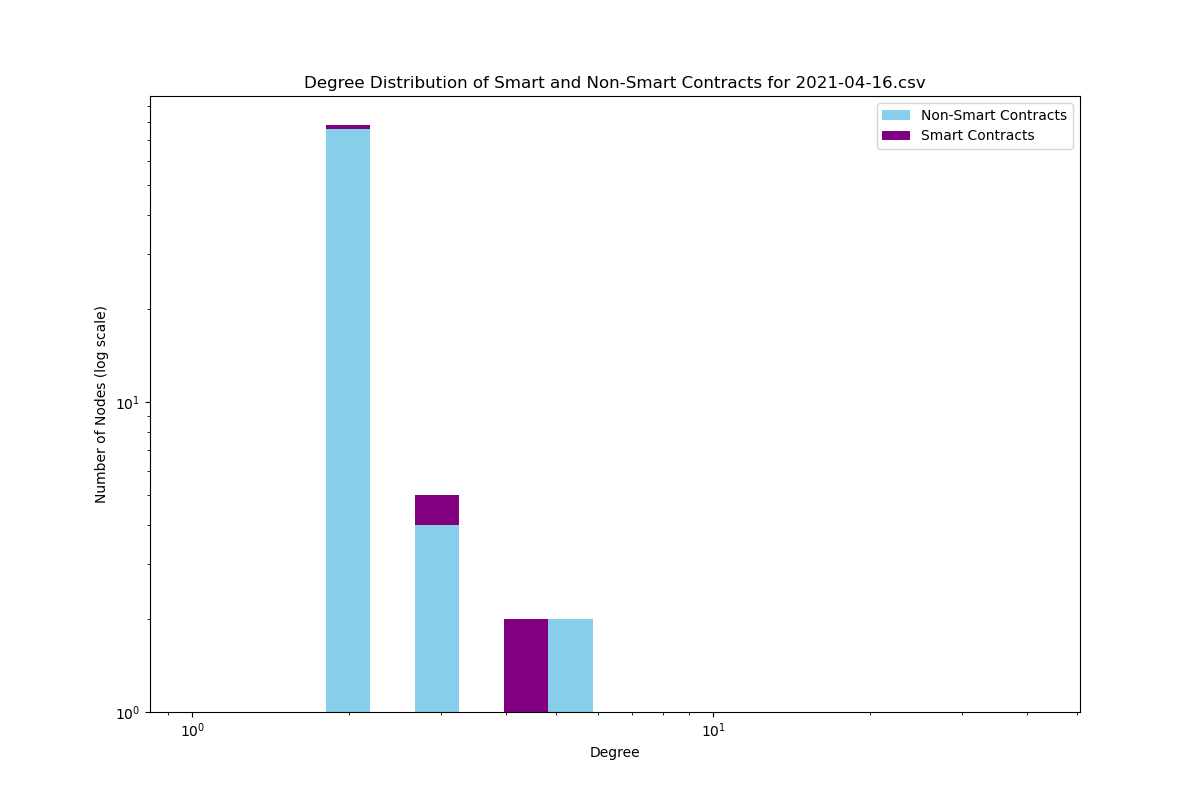 Degree Distribution of Smart and Non-Smart Contracts for 2021-04-16.csv
Non-Smart Contracts
Smart Contracts
Number of Nodes (log scale)
10¹
10⁰
10⁰ 10¹
Degree